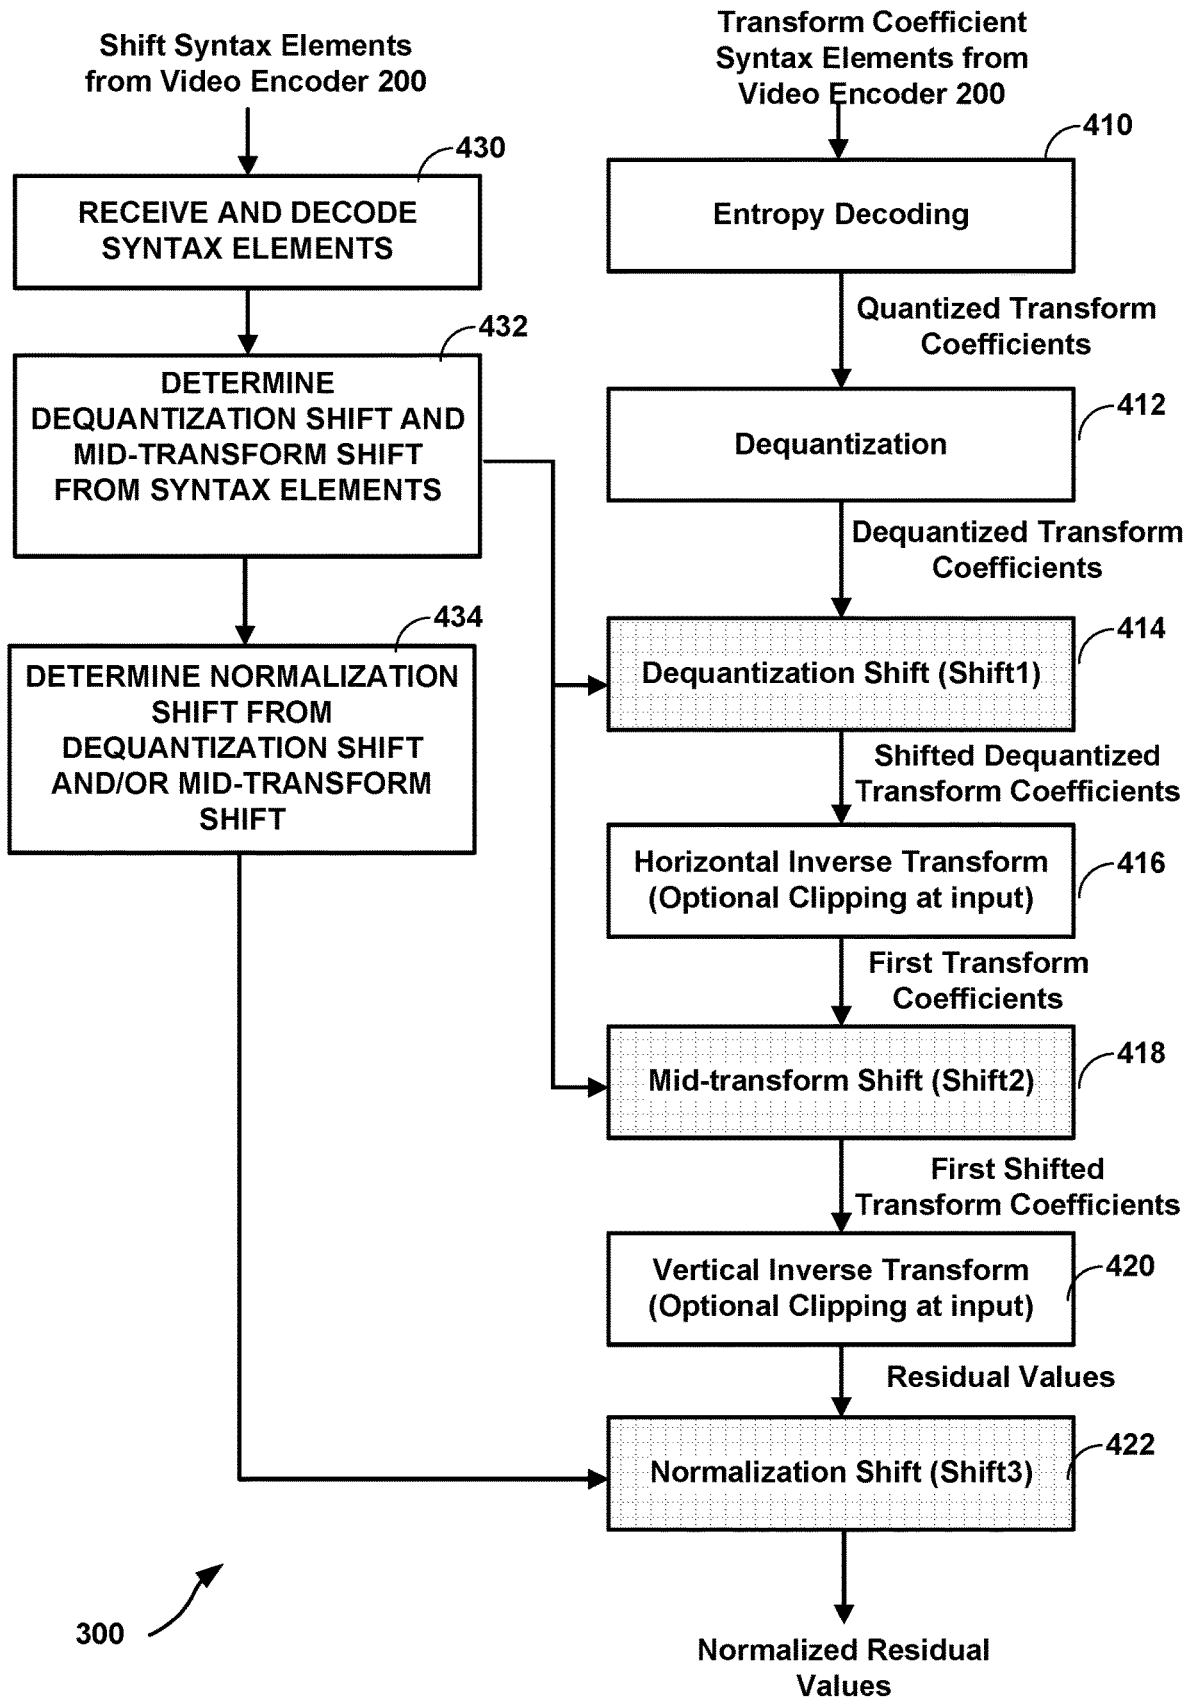 Shift Syntax Elements
from Video Encoder 200
430
RECEIVE AND DECODE
SYNTAX ELEMENTS
432
DETERMINE
DEQUANTIZATION SHIFT AND
MID-TRANSFORM SHIFT
FROM SYNTAX ELEMENTS
434
DETERMINE NORMALIZATION
SHIFT FROM
DEQUANTIZATION SHIFT
AND/OR MID-TRANSFORM
SHIFT
Transform Coefficient
Syntax Elements from
Video Encoder 200
410
Entropy Decoding
Quantized Transform
Coefficients
412
Dequantization
Dequantized Transform
Coefficients
414
Dequantization Shift (Shift1)
Shifted Dequantized
Transform Coefficients
416
Horizontal Inverse Transform
(Optional Clipping at input)
First Transform
Coefficients
418
Mid-transform Shift (Shift2)
First Shifted
Transform Coefficients
420
Vertical Inverse Transform
(Optional Clipping at input)
Residual Values
422
Normalization Shift (Shift3)
Normalized Residual
Values
300